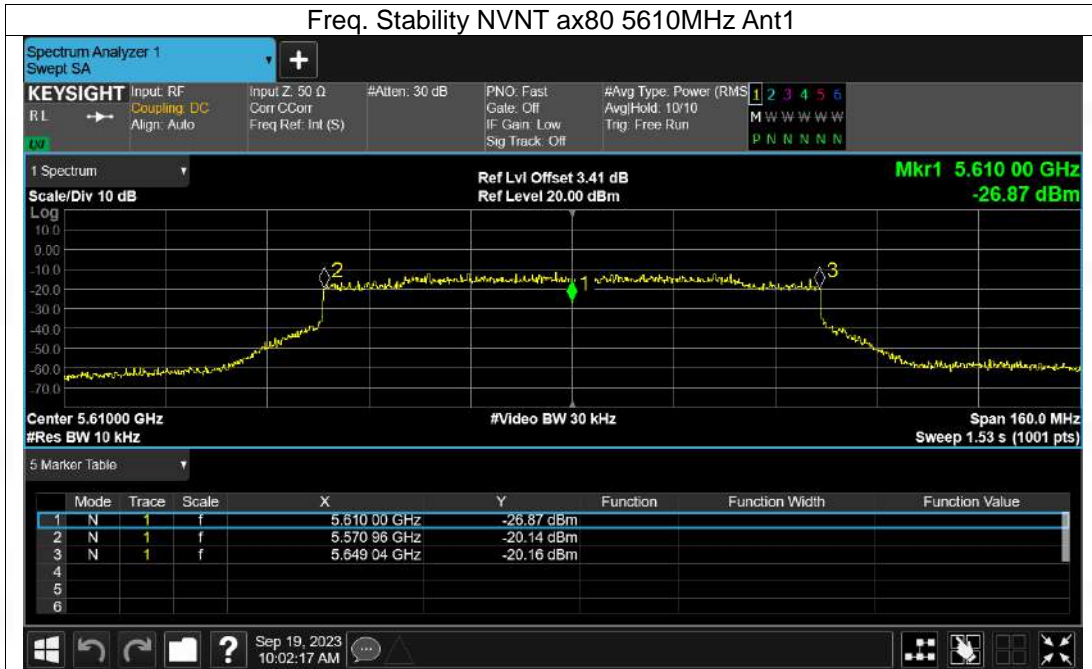 Freq. Stability NVNT ax80 5610MHz Ant1
Spectrum Analyzer 1
Swept SA
+
KEYSIGHT Input: RF Input Z: 50 Ω #Atten: 30 dB PNO: Fast #Avg Type: Power (RMS 1 2 3 4 5 6
RL Coupling: DC Corr CCorr Gate: Off Avg|Hold: 10/10 M W W W W W
Align: Auto Freq Ref: Int (S) IF Gain: Low Trig: Free Run
Sig Track: Off P N N N N N
LXI
1 Spectrum Ref Lvl Offset 3.41 dB Mkr1 5.610 00 GHz
Scale/Div 10 dB Ref Level 20.00 dBm -26.87 dBm
Log
10.0
0.00
-10.0
2 3
-20.0
1
-30.0
-40.0
-50.0
-60.0
-70.0
Center 5.61000 GHz #Video BW 30 kHz Span 160.0 MHz
#Res BW 10 kHz Sweep 1.53 s (1001 pts)
5 Marker Table
Mode Trace Scale X Y Function Function Width Function Value
1 N 1 f 5.610 00 GHz -26.87 dBm
2 N 1 f 5.570 96 GHz -20.14 dBm
3 N 1 f 5.649 04 GHz -20.16 dBm
4
5
6
? Sep 19, 2023
10:02:17 AM